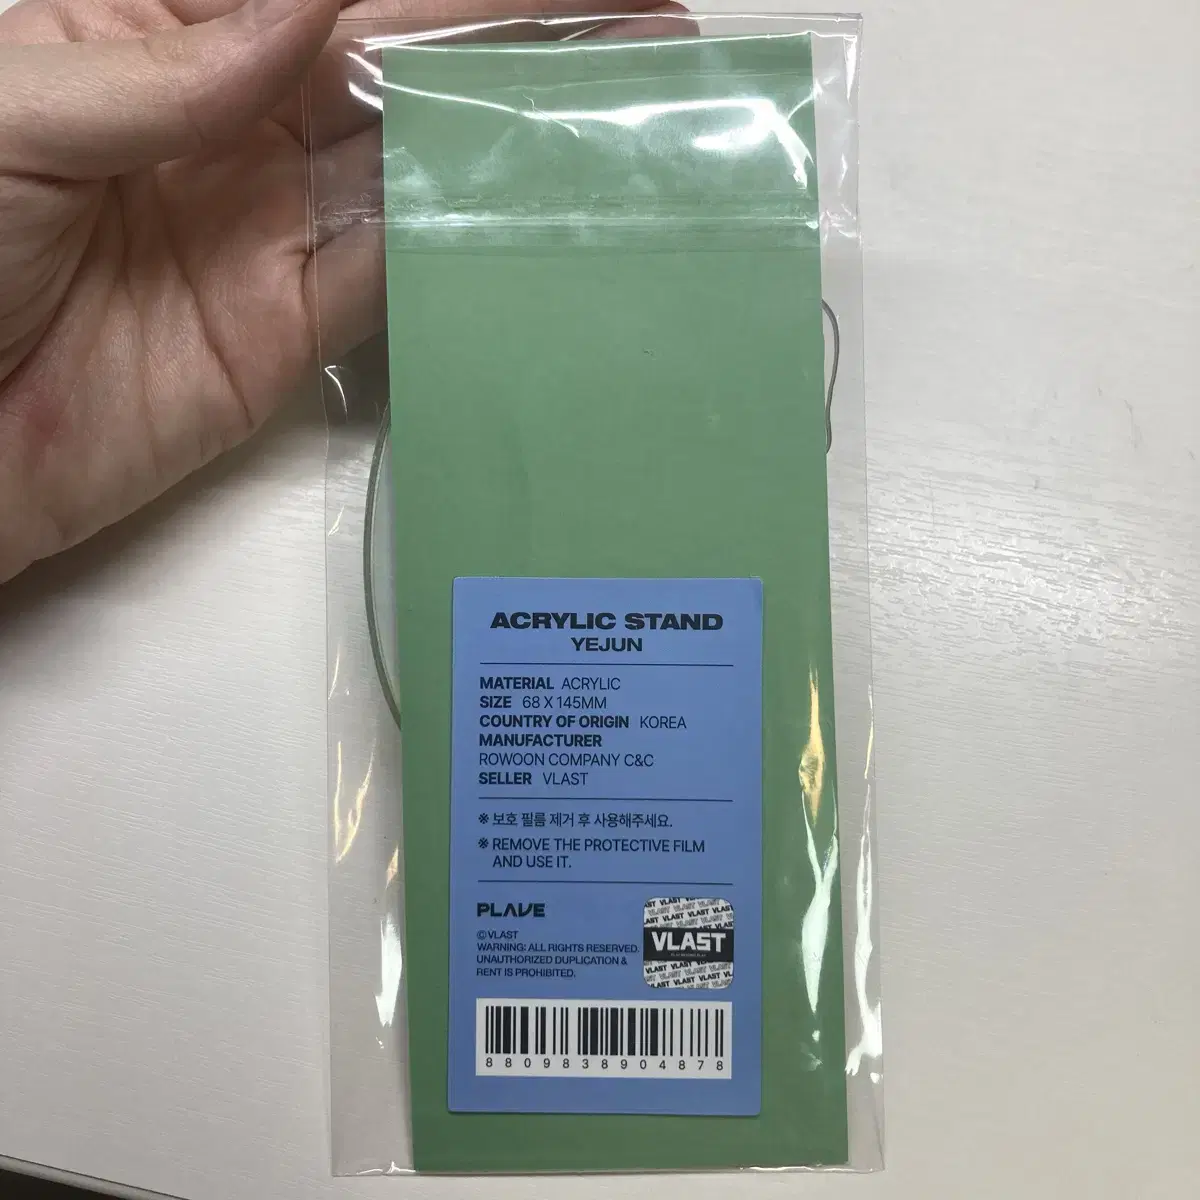 ACRYLIC STAND
YEJUN
MATERIAL ACRYLIC
SIZE 68 X 145MM
COUNTRY OF ORIGIN KOREA
MANUFACTURER
ROWOON COMPANY C&C
SELLER VLAST
※ 보호 필름 제거 후 사용해주세요.
※ REMOVE THE PROTECTIVE FILM
AND USE IT.
PLAVE
©VLAST
WARNING: ALL RIGHTS RESERVED.
UNAUTHORIZED DUPLICATION &
RENT IS PROHIBITED.
VLAST
8809838904878